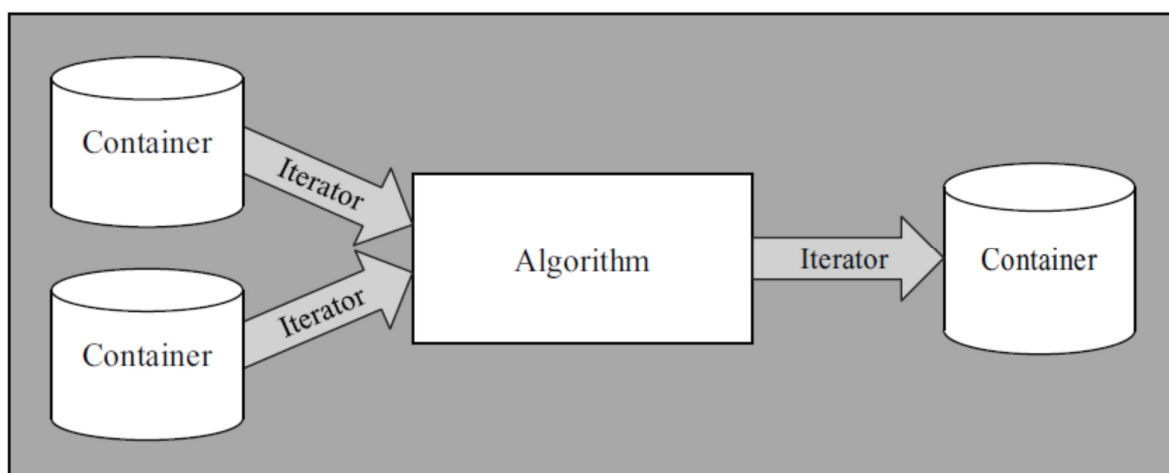 Container
Iterator
Algorithm
Iterator
Container
Iterator
Container